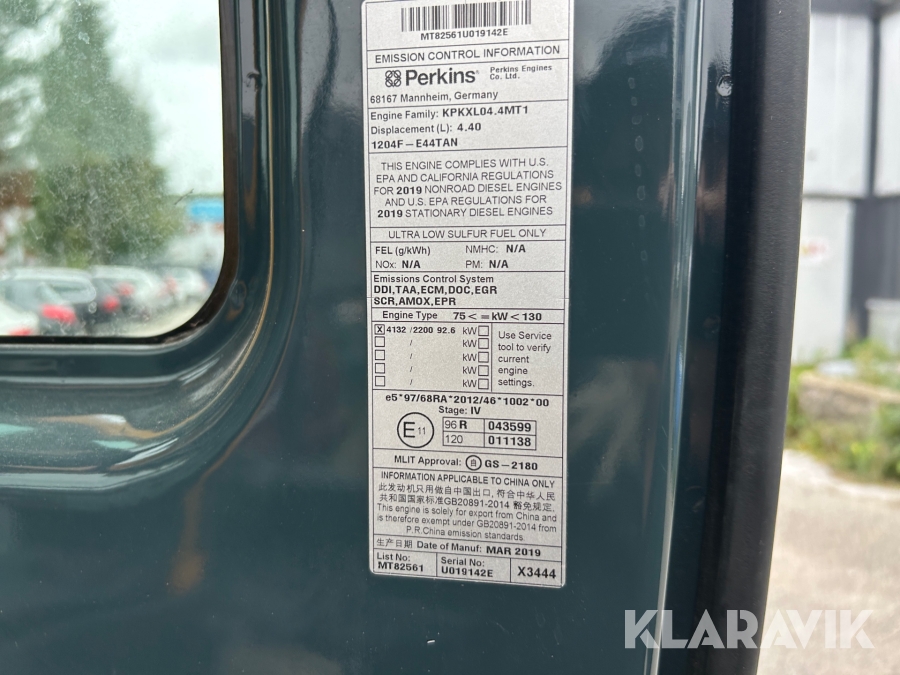 MT82561U019142E
EMISSION CONTROL INFORMATION
Perkins® Perkins Engines Co. Ltd.
68167 Mannheim, Germany
Engine Family: KPKXL04.4MT1
Displacement (L): 4.40
1204F-E44TAN
THIS ENGINE COMPLIES WITH U.S.
EPA AND CALIFORNIA REGULATIONS
FOR 2019 NONROAD DIESEL ENGINES
AND U.S. EPA REGULATIONS FOR
2019 STATIONARY DIESEL ENGINES
ULTRA LOW SULFUR FUEL ONLY
FEL (g/kWh) NMHC: N/A
NOx: N/A PM: N/A
Emissions Control System
DDI,TAA,ECM,DOC,EGR
SCR,AMOX,EPR
Engine Type 75 < = kW < 130
X 4132 /2200 92.6 kW
/ kW
/ kW
/ kW
/ kW
Use Service
tool to verify
current
engine
settings.
e5*97/68RA*2012/46*1002*00
Stage: IV
E11 96 R 043599
120 011138
MLIT Approval: 自 GS-2180
INFORMATION APPLICABLE TO CHINA ONLY
此发动机只用做自中国出口, 符合中华人民
共和国国家标准GB20891-2014 豁免规定,
This engine is solely for export from China and
is therefore exempt under GB20891-2014 from
P.R.China emission standards.
生产日期 Date of Manuf: MAR 2019
List No: MT82561 Serial No: U019142E X3444
KLARAVIK